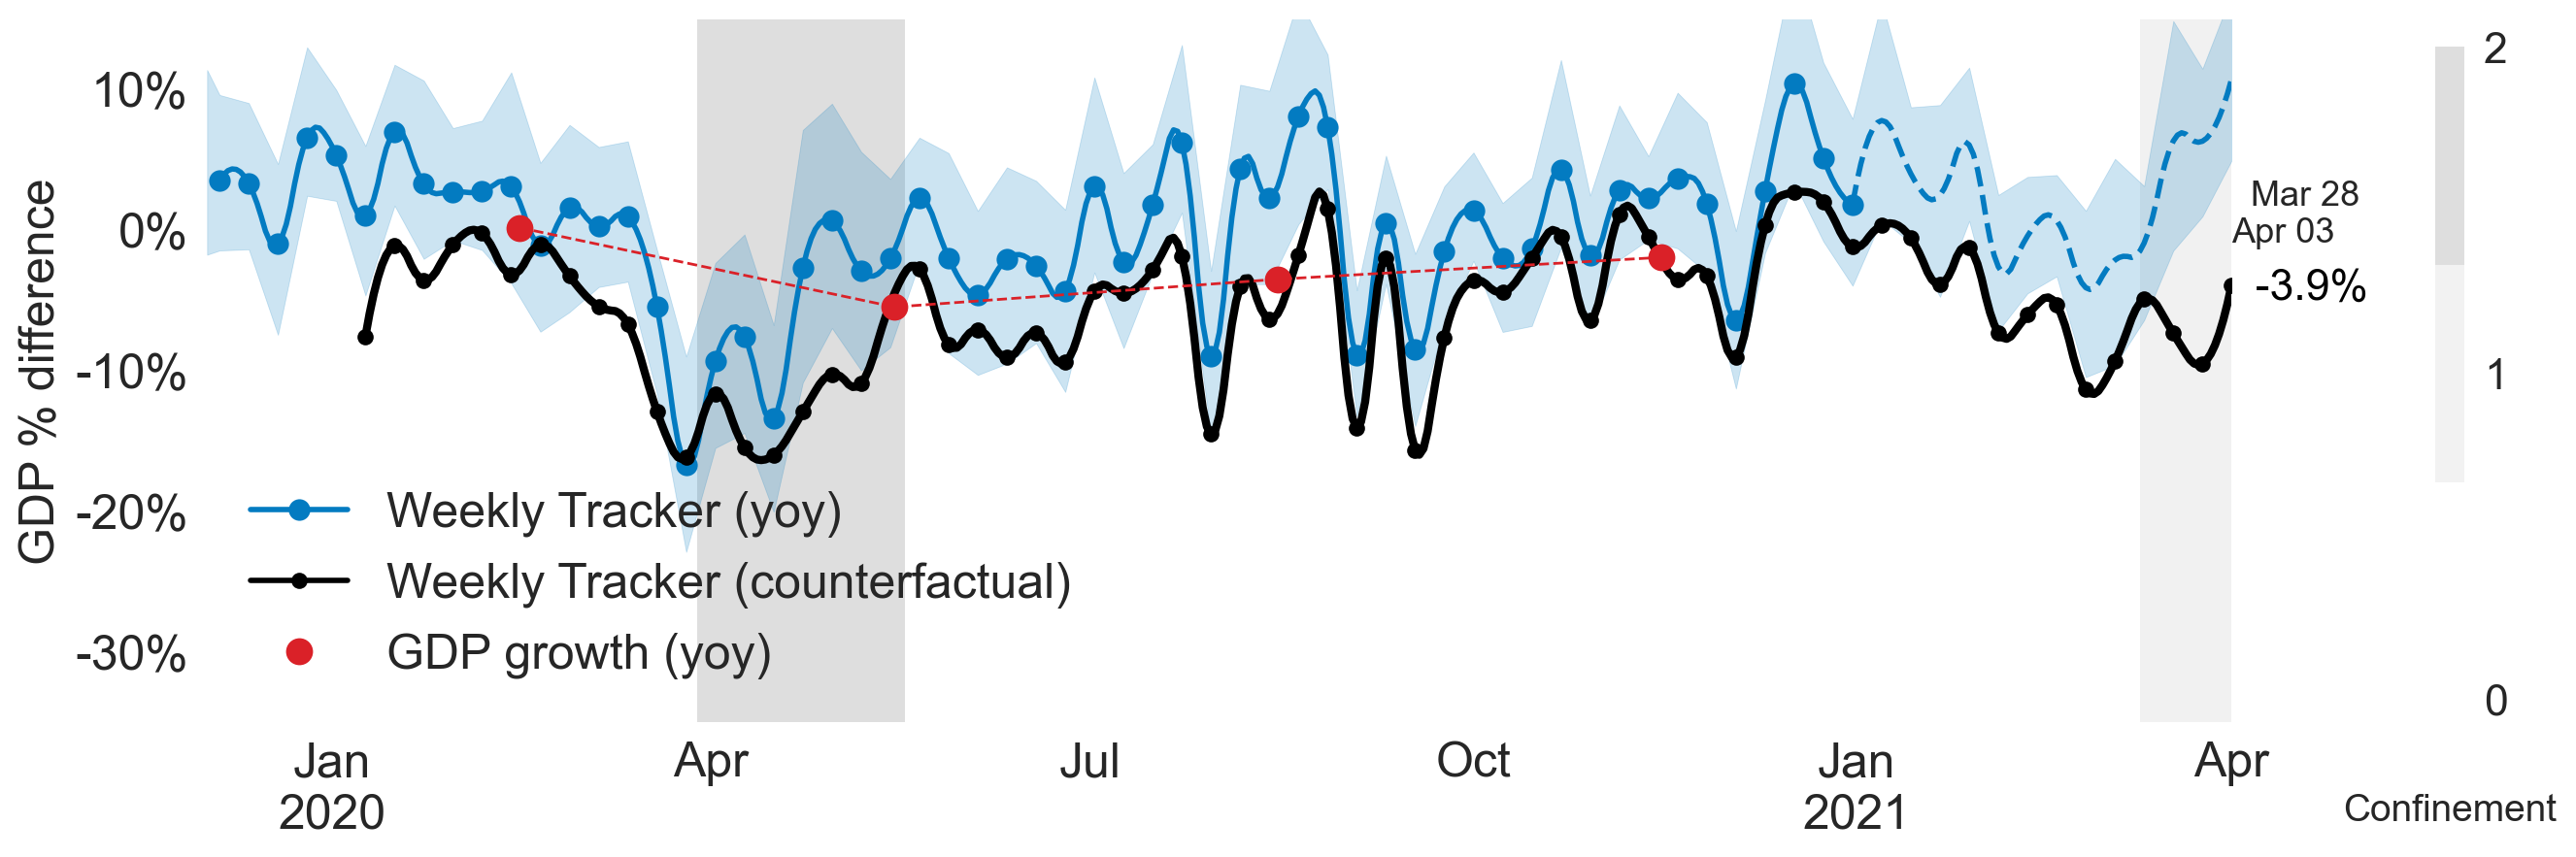 10%
0%
-10%
-20%
-30%
GDP % difference
Weekly Tracker (yoy)
Weekly Tracker (counterfactual)
GDP growth (yoy)
Mar 28
Apr 03
-3.9%
2
1
0
Jan
2020
Apr
Jul
Oct
Jan
2021
Apr
Confinement